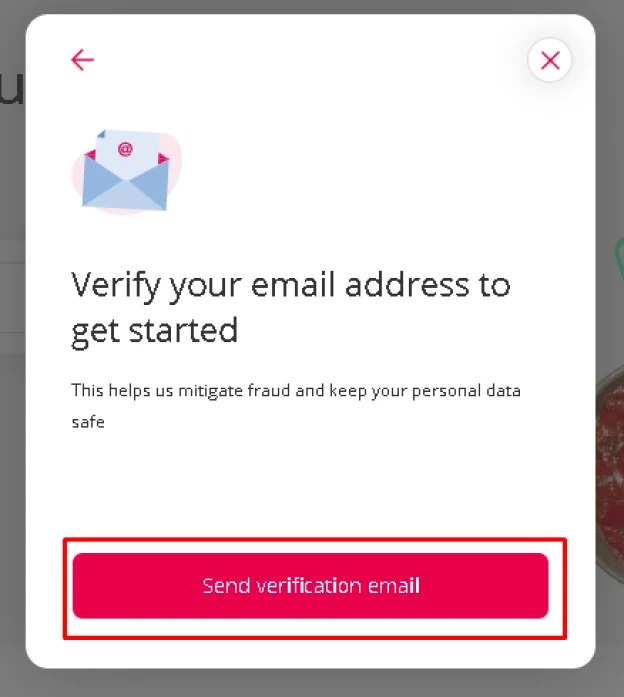 u
@
Verify your email address to
get started
This helps us mitigate fraud and keep your personal data
safe
Send verification email